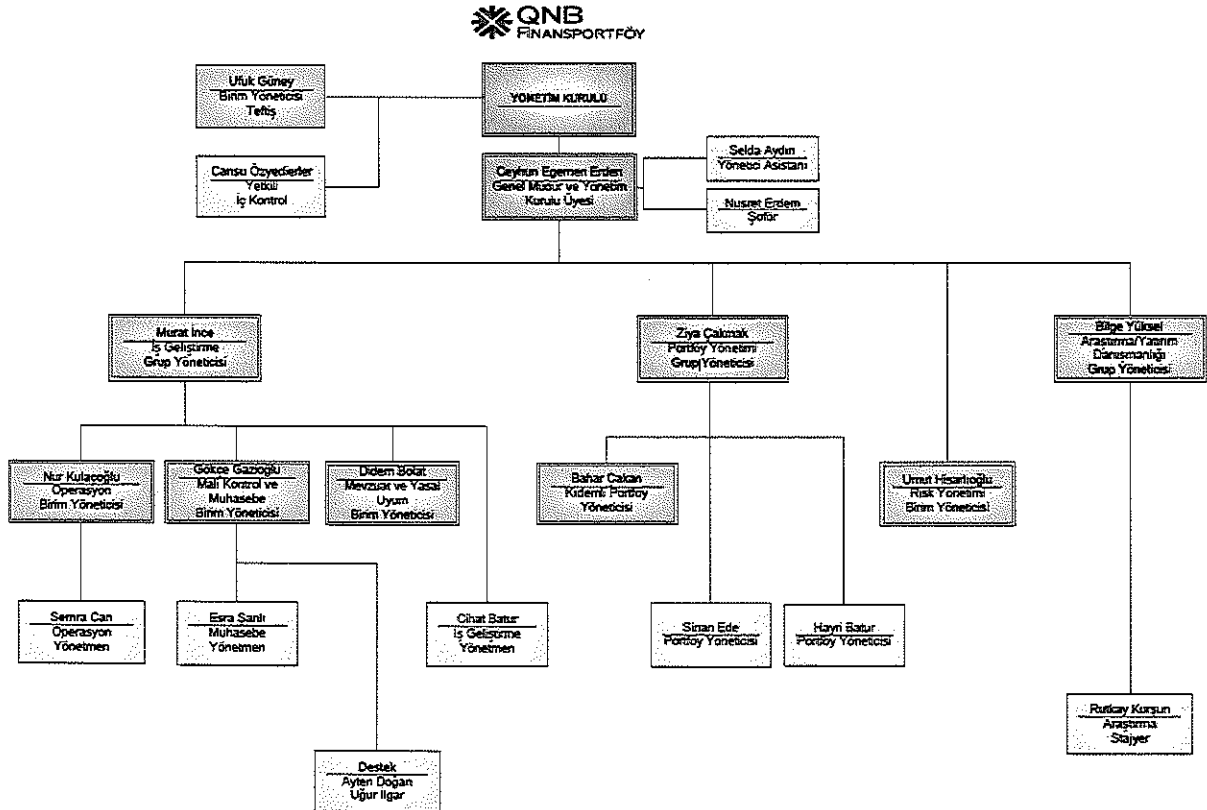 QNB
FİNANSPORTFÖY
Ufuk Güney
Birim Yöneticisi
Teftiş
YÖNETİM KURULU
Cansu Özyedierler
Yetkili
İç Kontrol
Ceyhun Egemen Erden
Genel Müdür ve Yönetim
Kurulu Üyesi
Selda Aydın
Yönetici Asistanı
Nusret Erdem
Şoför
Murat İnce
İş Geliştirme
Grup Yöneticisi
Ziya Çakmak
Portföy Yönetimi
Grup Yöneticisi
Bilge Yüksel
Araştırma/Yatırım
Danışmanlığı
Grup Yöneticisi
Nur Kulaçoğlu
Operasyon
Birim Yöneticisi
Gökçe Gazioğlu
Mali Kontrol ve
Muhasebe
Birim Yöneticisi
Didem Bolat
Mevzuat ve Yasal
Uyum
Birim Yöneticisi
Bahar Cakan
Kıdemli Portföy
Yöneticisi
Umut Hisarlıoğlu
Risk Yönetimi
Birim Yöneticisi
Semra Can
Operasyon
Yönetmen
Esra Şanlı
Muhasebe
Yönetmen
Cihat Batur
İş Geliştirme
Yönetmen
Sinan Ede
Portföy Yöneticisi
Hayri Batur
Portföy Yöneticisi
Rutkay Kurşun
Araştırma
Stajyer
Destek
Ayten Doğan
Uğur Ilgar